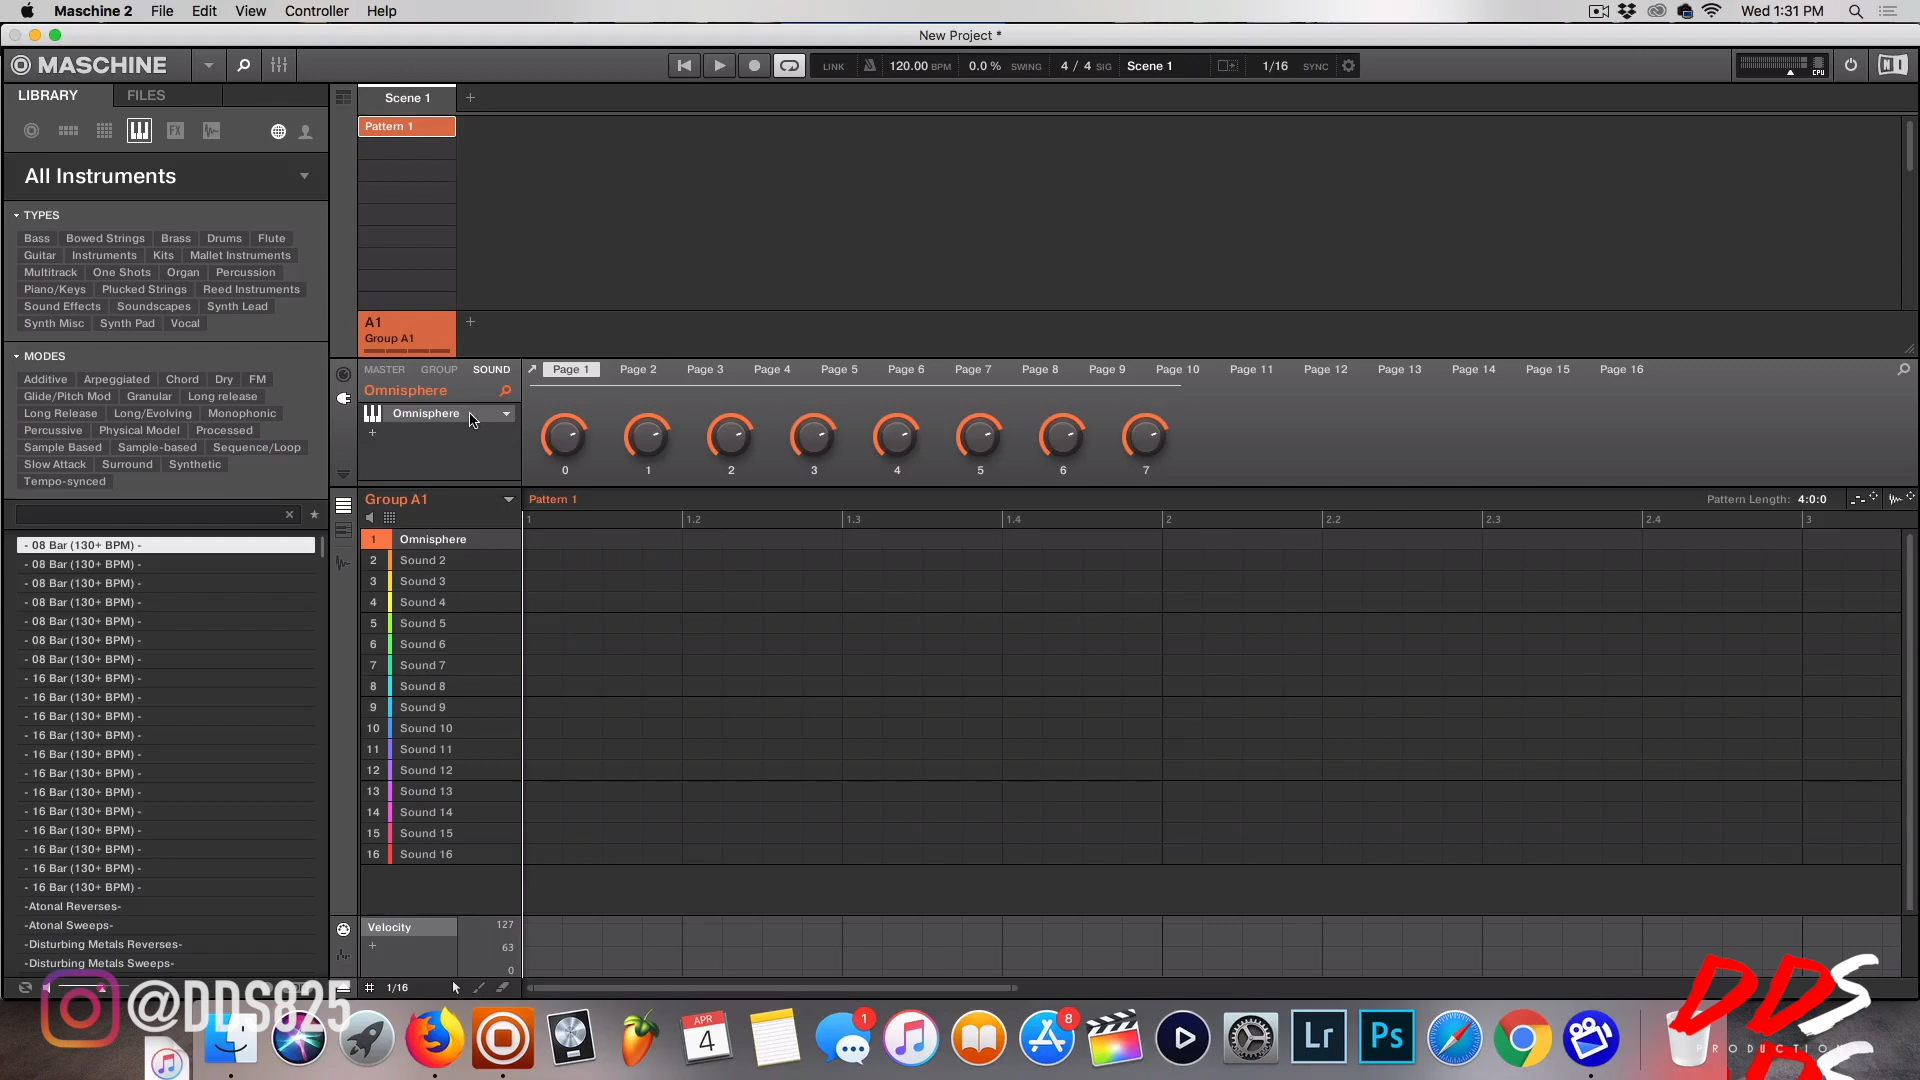 Maschine 2 File Edit View Controller Help Wed 1:31 PM
New Project *
MASCHINE LINK 120.00 BPM 0.0 % SWING 4 / 4 SIG Scene 1 1/16 SYNC CPU
LIBRARY FILES Scene 1 +
Pattern 1
All Instruments
TYPES
Bass Bowed Strings Brass Drums Flute
Guitar Instruments Kits Mallet Instruments
Multitrack One Shots Organ Percussion
Piano/Keys Plucked Strings Reed Instruments
Sound Effects Soundscapes Synth Lead
Synth Misc Synth Pad Vocal
A1 +
Group A1
MODES
Additive Arpeggiated Chord Dry FM
Glide/Pitch Mod Granular Long release
Long Release Long/Evolving Monophonic
Percussive Physical Model Processed
Sample Based Sample-based Sequence/Loop
Slow Attack Surround Synthetic
Tempo-synced
MASTER GROUP SOUND Page 1 Page 2 Page 3 Page 4 Page 5 Page 6 Page 7 Page 8 Page 9 Page 10 Page 11 Page 12 Page 13 Page 14 Page 15 Page 16
Omnisphere
Omnisphere
+
0 1 2 3 4 5 6 7
Group A1 Pattern 1 Pattern Length: 4:0:0
1 1.2 1.3 1.4 2 2.2 2.3 2.4 3
1 Omnisphere
2 Sound 2
3 Sound 3
4 Sound 4
5 Sound 5
6 Sound 6
7 Sound 7
8 Sound 8
9 Sound 9
10 Sound 10
11 Sound 11
12 Sound 12
13 Sound 13
14 Sound 14
15 Sound 15
16 Sound 16
- 08 Bar (130+ BPM) -
- 08 Bar (130+ BPM) -
- 08 Bar (130+ BPM) -
- 08 Bar (130+ BPM) -
- 08 Bar (130+ BPM) -
- 08 Bar (130+ BPM) -
- 08 Bar (130+ BPM) -
- 16 Bar (130+ BPM) -
- 16 Bar (130+ BPM) -
- 16 Bar (130+ BPM) -
- 16 Bar (130+ BPM) -
- 16 Bar (130+ BPM) -
- 16 Bar (130+ BPM) -
- 16 Bar (130+ BPM) -
- 16 Bar (130+ BPM) -
- 16 Bar (130+ BPM) -
- 16 Bar (130+ BPM) -
- 16 Bar (130+ BPM) -
- 16 Bar (130+ BPM) -
-Atonal Reverses-
-Atonal Sweeps-
-Disturbing Metals Reverses-
-Disturbing Metals Sweeps-
Velocity 127
+ 63
0
# 1/16
@DDS825
APR
4
1
8
Lr
Ps
DDS
PRODUCTION